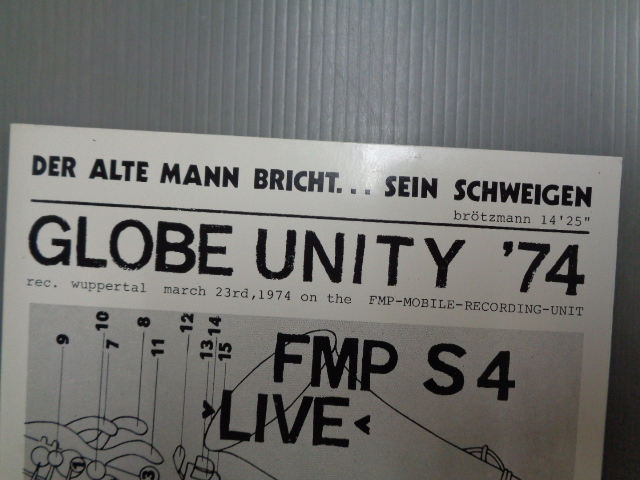 DER ALTE MANN BRICHT... SEIN SCHWEIGEN
brötzmann 14'25"
GLOBE UNITY '74
rec. wuppertal march 23rd,1974 on the FMP-MOBILE-RECORDING-UNIT
9 10 7 8 11 12 13 14 15
FMP S4
>LIVE<
1 3